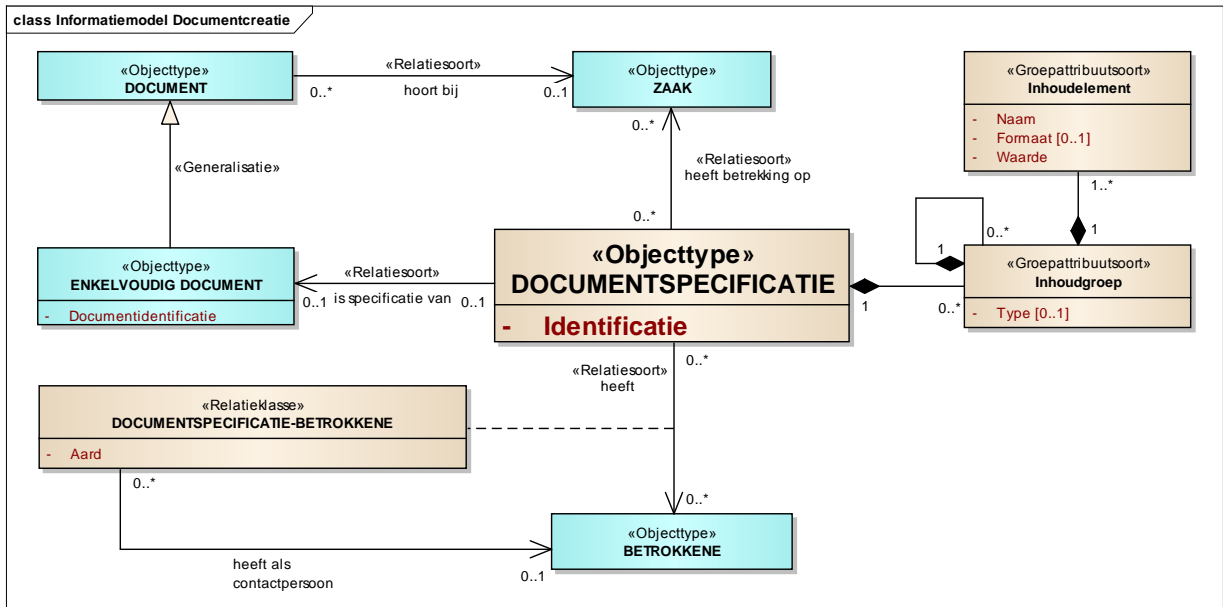 class Informatiemodel Documentcreatie
«Objecttype»
DOCUMENT
«Relatiesoort»
hoort bij
0..*
0..1
«Objecttype»
ZAAK
0..*
«Groepattribuutsoort»
Inhoudelement
- Naam
- Formaat [0..1]
- Waarde
1..*
1
«Generalisatie»
«Relatiesoort»
heeft betrekking op
0..*
«Objecttype»
ENKELVOUDIG DOCUMENT
- Documentidentificatie
«Relatiesoort»
is specificatie van
0..1
0..1
«Objecttype»
DOCUMENTSPECIFICATIE
- Identificatie
1
0..*
1
0..*
«Groepattribuutsoort»
Inhoudgroep
- Type [0..1]
0..*
«Relatiesoort»
heeft
«Relatieklasse»
DOCUMENTSPECIFICATIE-BETROKKENE
- Aard
0..*
0..*
heeft als
contactpersoon
0..1
«Objecttype»
BETROKKENE